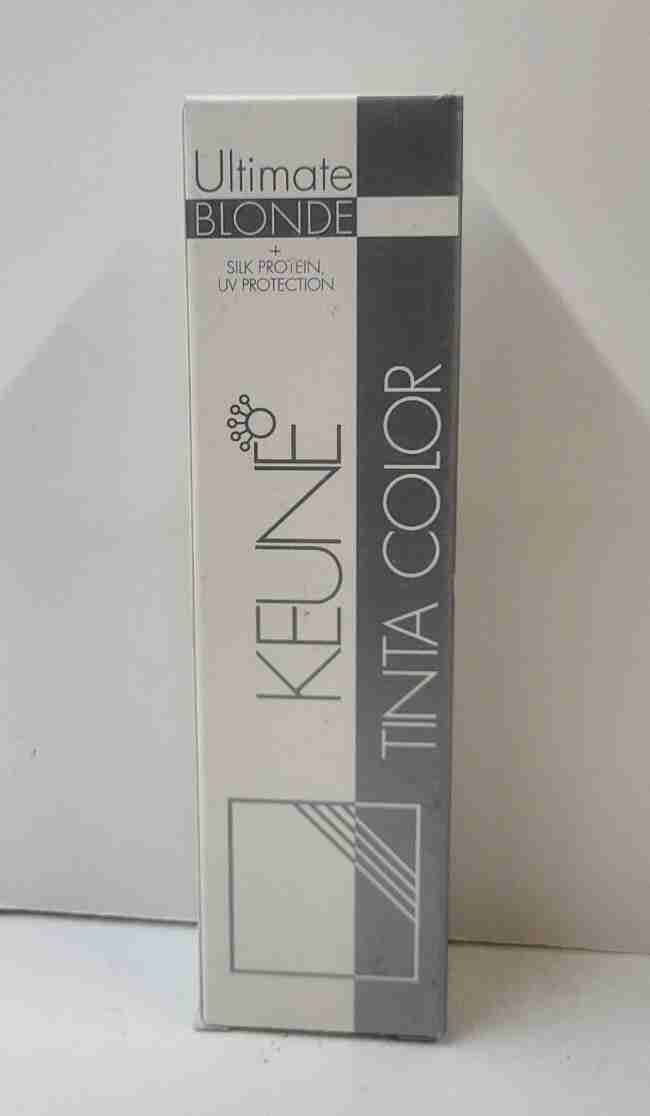 Ultimate
BLONDE
+
SILK PROTEIN,
UV PROTECTION
KEUNE
TINTA COLOR